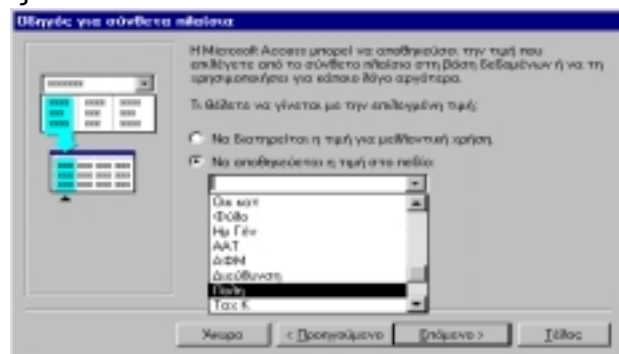 Οδηγός για σύνθετα πλαίσια
Η Microsoft Access μπορεί να αποθηκεύσει την τιμή που
επιλέγετε από το σύνθετο πλαίσιο στη βάση δεδομένων ή να τη
χρησιμοποιήσει για κάποιο λόγο αργότερα.
Τι θέλετε να γίνεται με την επιλεγμένη τιμή;
Να διατηρείται η τιμή για μελλοντική χρήση.
Να αποθηκεύεται η τιμή στο πεδίο:
Οικ κατ
Φύλο
Ημ Γέν
ΑΑΤ
ΑΦΜ
Διεύθυνση
Πόλη
Ταχ Κ
Άκυρο < Προηγούμενο Επόμενο > Τέλος